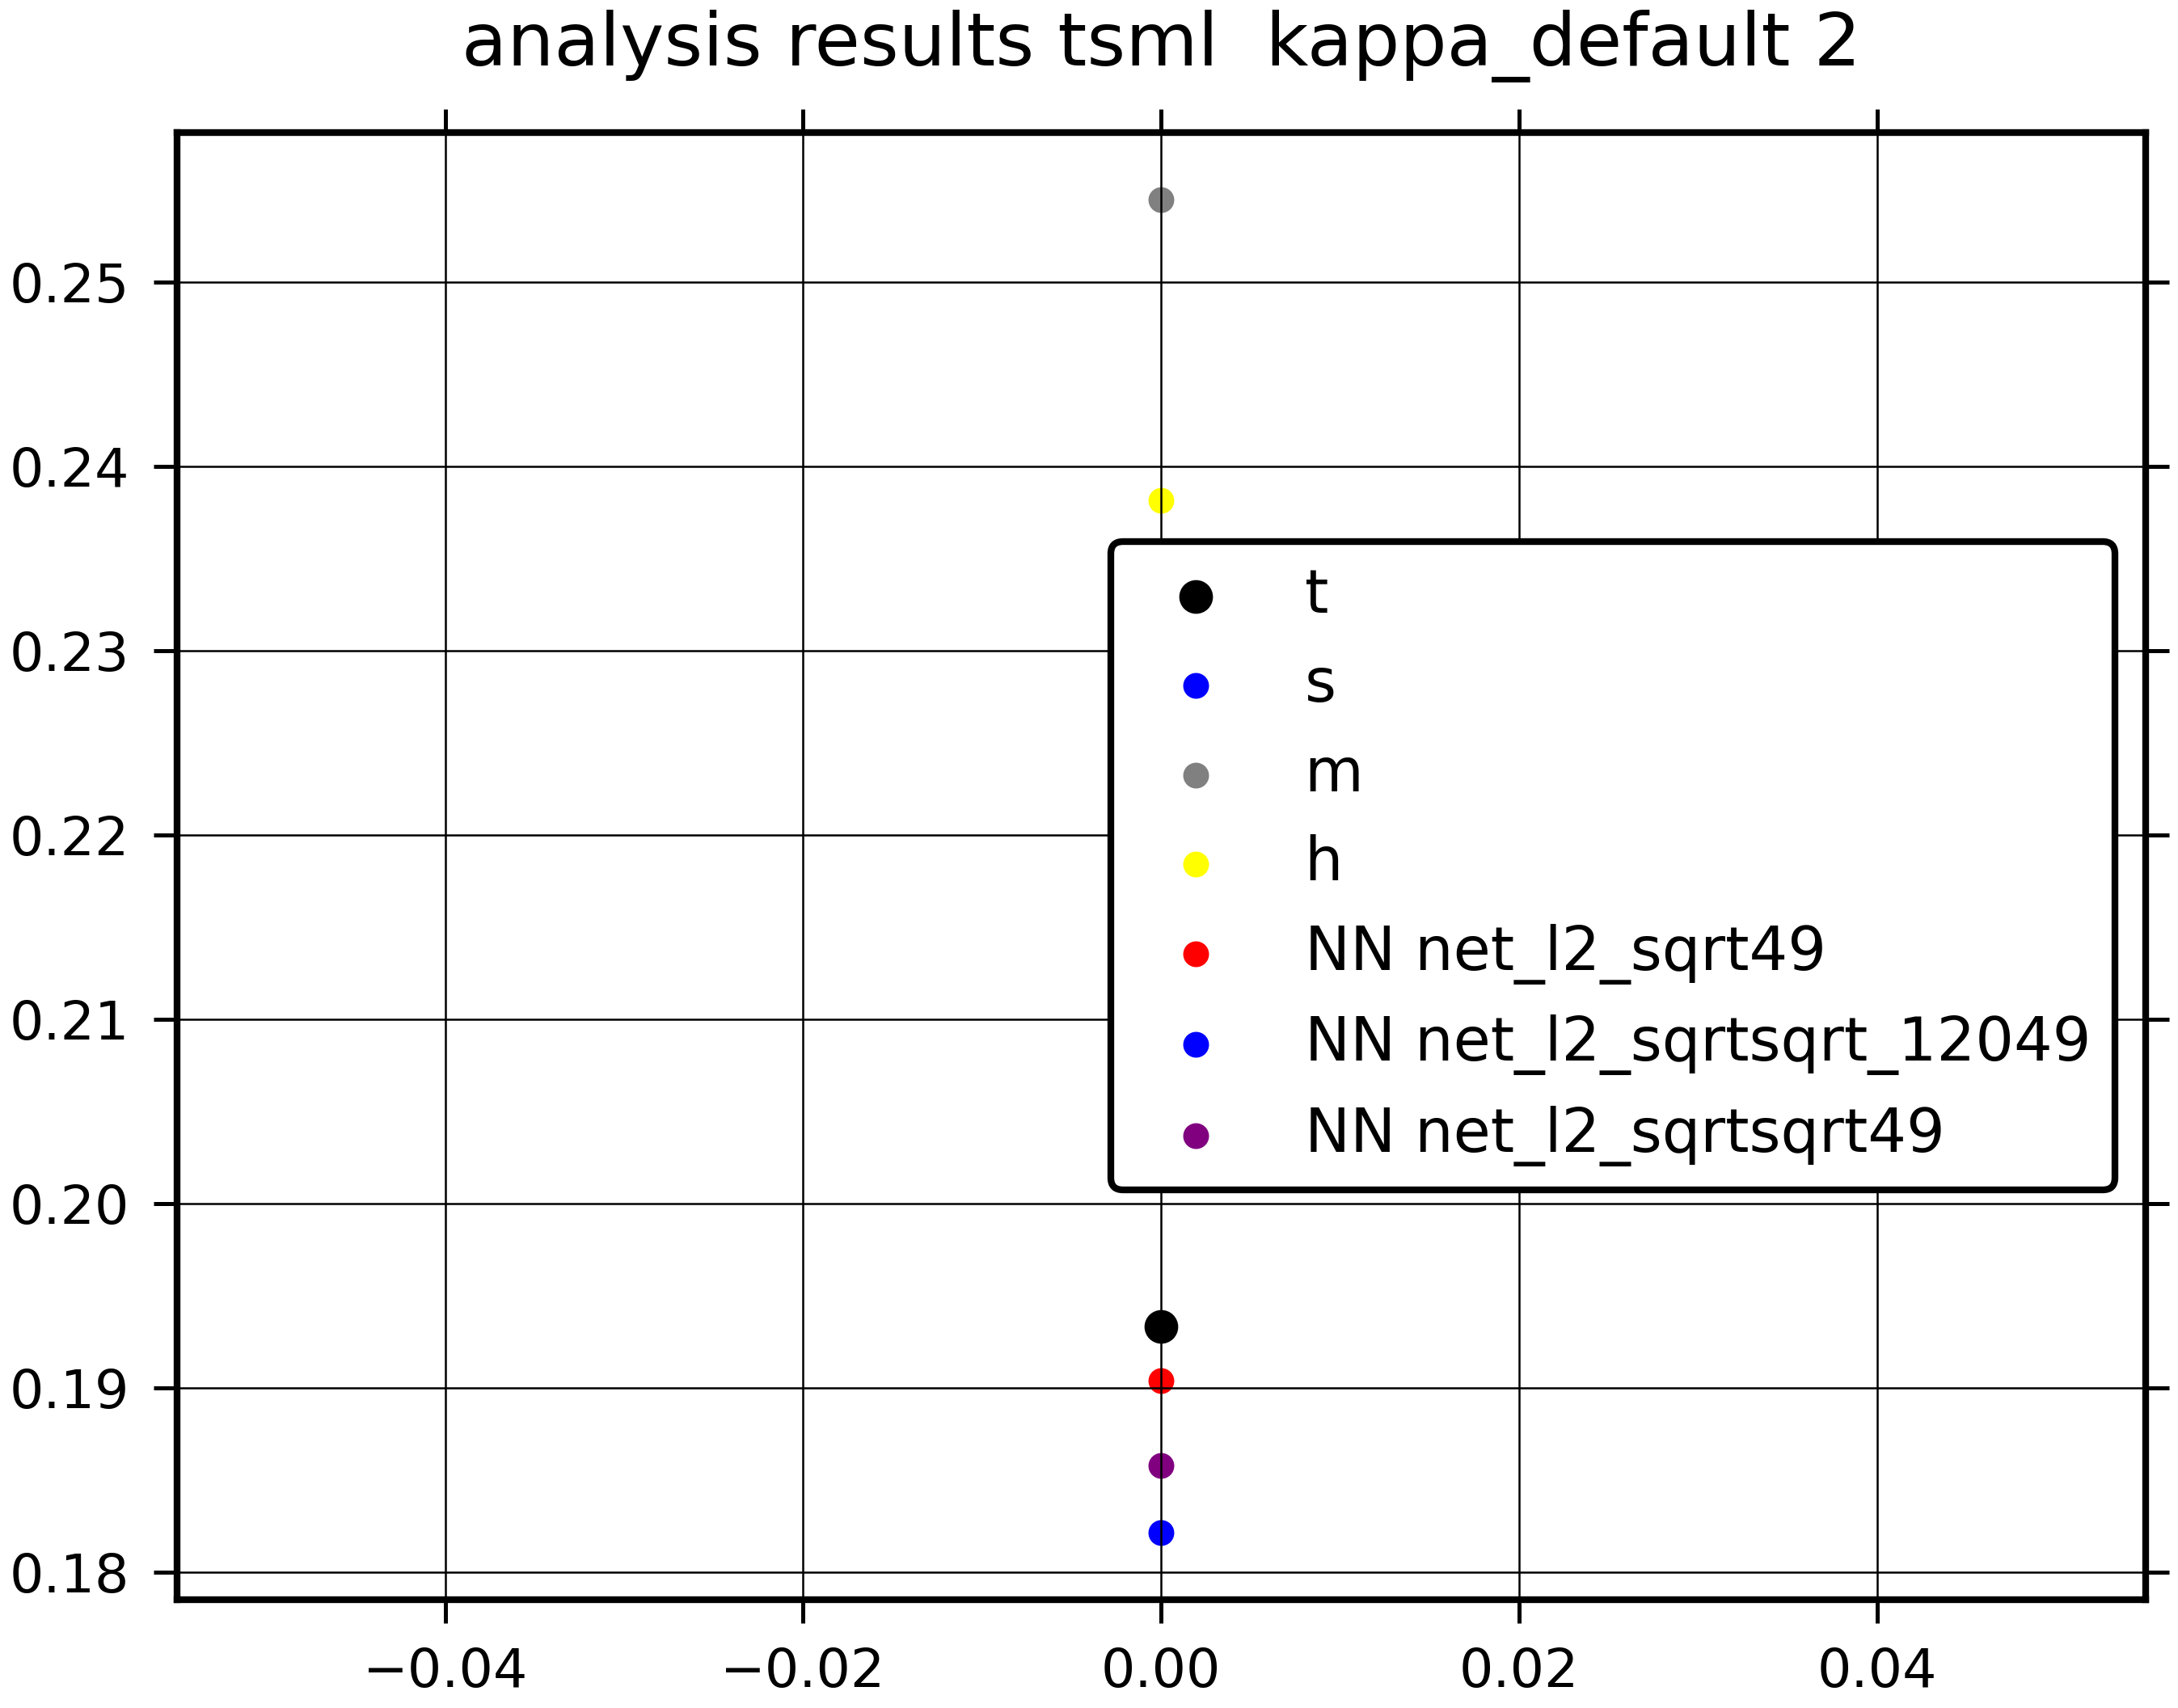 analysis results tsml  kappa_default 2
0.25
0.24
0.23
0.22
0.21
0.20
0.19
0.18
t
s
m
h
NN net_l2_sqrt49
NN net_l2_sqrtsqrt_12049
NN net_l2_sqrtsqrt49
−0.04
−0.02
0.00
0.02
0.04